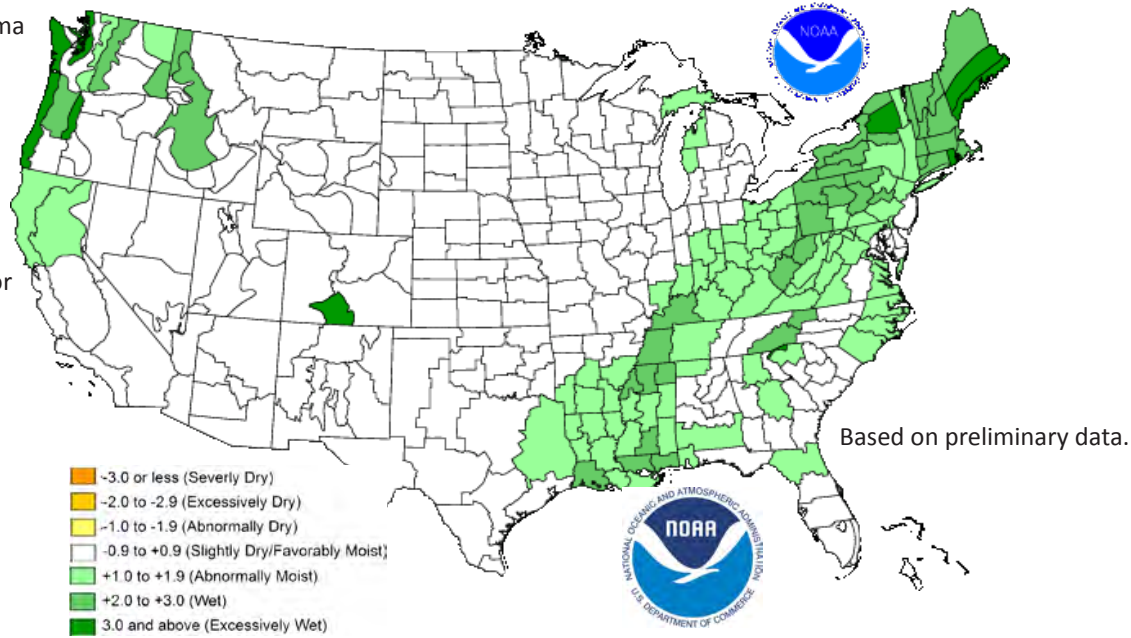 ma
NOAA
or
Based on preliminary data.
-3.0 or less (Severly Dry)
-2.0 to -2.9 (Excessively Dry)
-1.0 to -1.9 (Abnormally Dry)
-0.9 to +0.9 (Slightly Dry/Favorably Moist)
+1.0 to +1.9 (Abnormally Moist)
+2.0 to +3.0 (Wet)
3.0 and above (Excessively Wet)
NATIONAL OCEANIC AND ATMOSPHERIC ADMINISTRATION
NOAA
U.S. DEPARTMENT OF COMMERCE